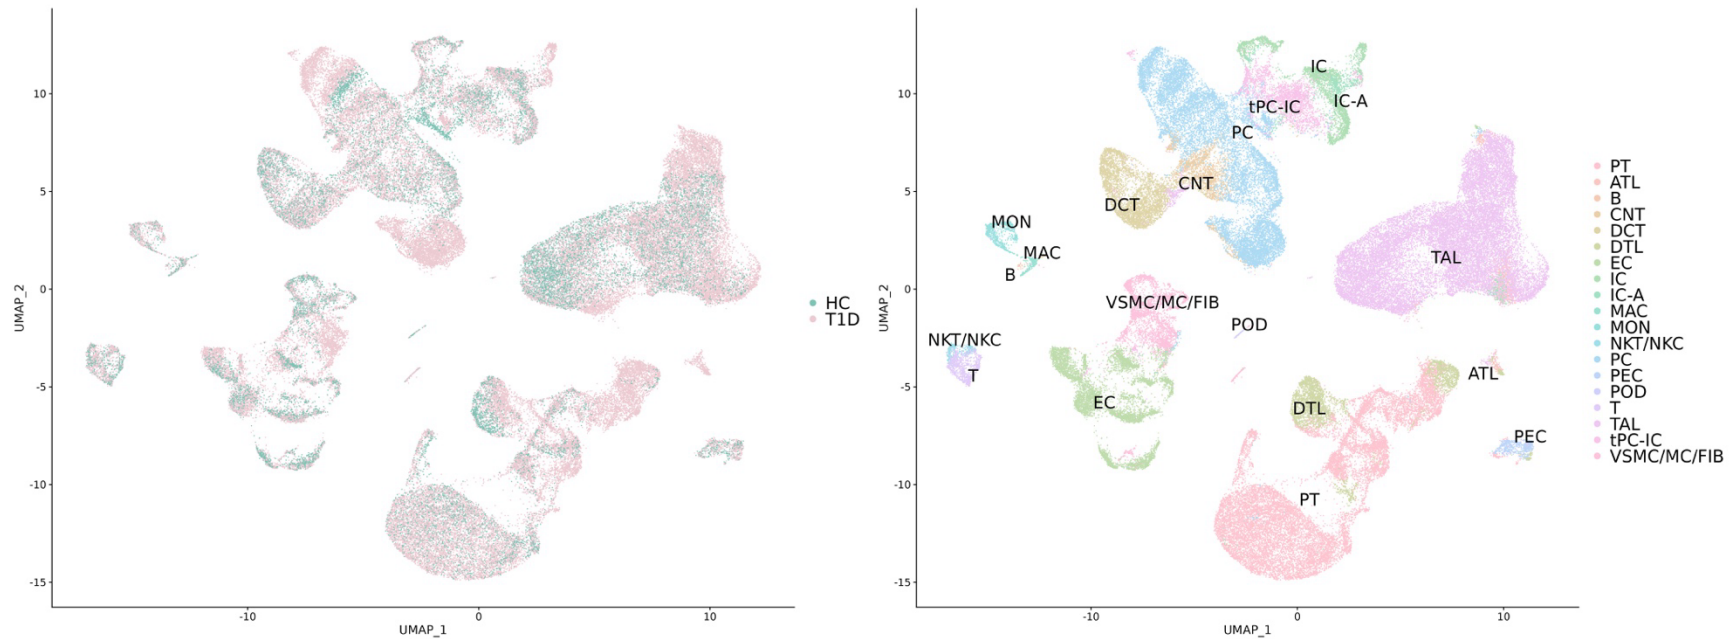 10
5
0
-5
-10
-15
UMAP_2
-10
0
10
UMAP_1
HC
T1D
10
5
0
-5
-10
-15
UMAP_2
-10
0
10
UMAP_1
IC
IC-A
tPC-IC
PC
CNT
DCT
MON
MAC
B
TAL
VSMC/MC/FIB
POD
NKT/NKC
T
ATL
EC
DTL
PEC
PT
PT
ATL
B
CNT
DCT
DTL
EC
IC
IC-A
MAC
MON
NKT/NKC
PC
PEC
POD
T
TAL
tPC-IC
VSMC/MC/FIB